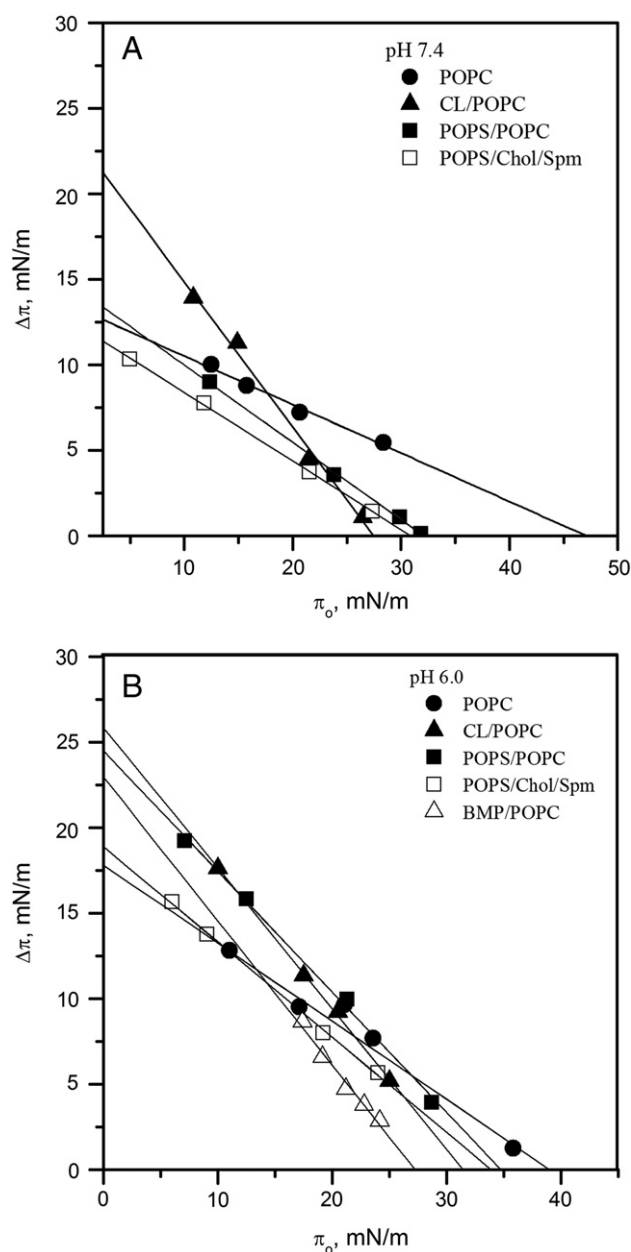 A
pH 7.4
POPC
CL/POPC
POPS/POPC
POPS/Chol/Spm
30
25
20
15
10
5
0
Δπ, mN/m
10 20 30 40 50
πo, mN/m
B
pH 6.0
POPC
CL/POPC
POPS/POPC
POPS/Chol/Spm
BMP/POPC
30
25
20
15
10
5
0
Δπ, mN/m
0 10 20 30 40
πo, mN/m